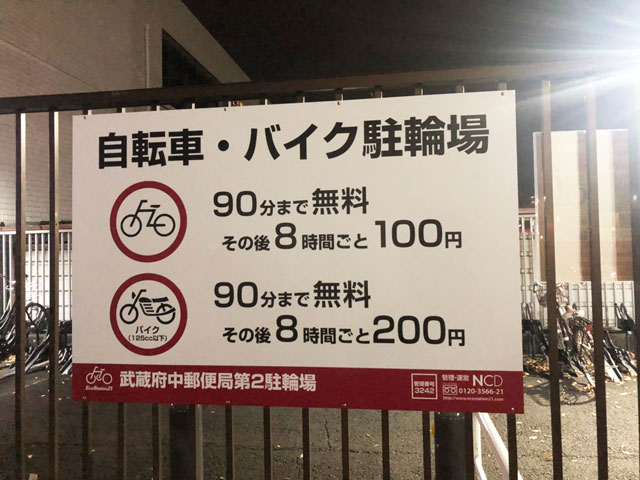 自転車・バイク駐輪場
90分まで無料
その後8時間ごと100円
バイク
(125cc以下)
90分まで無料
その後8時間ごと200円
EcoStation21
武蔵府中郵便局第2駐輪場
管理番号
3242
管理・運営 NCD
0120-3566-21
www.ecostation21.com